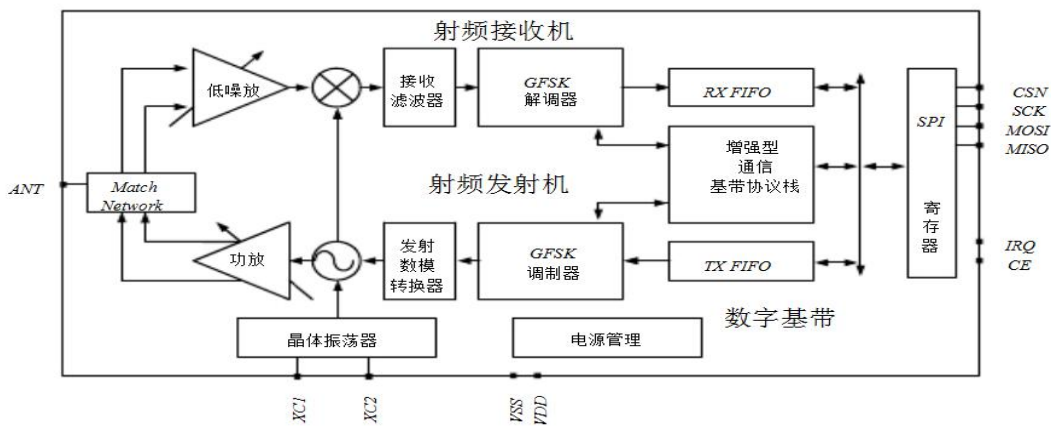 射频接收机
低噪放
接收
滤波器
GFSK
解调器
RX FIFO
SPI
寄存器
CSN
SCK
MOSI
MISO
增强型
通信
基带协议栈
ANT
Match
Network
射频发射机
功放
发射
数模
转换器
GFSK
调制器
TX FIFO
IRQ
CE
数字基带
晶体振荡器
电源管理
XC1
XC2
VSS
VDD